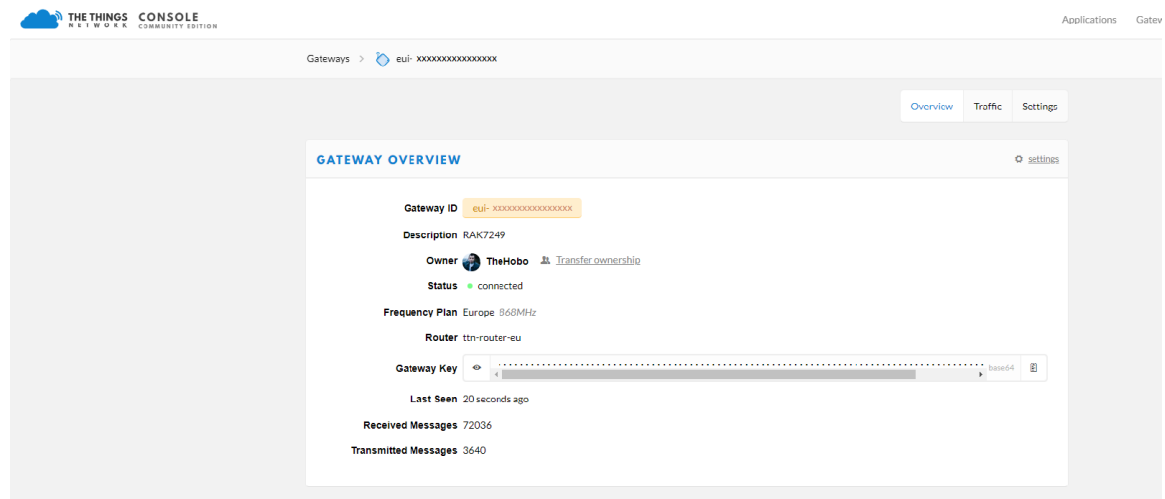 THE THINGS CONSOLE
NETWORK COMMUNITY EDITION
Applications Gatew
Gateways > eui- xxxxxxxxxxxxxxxx
Overview Traffic Settings
GATEWAY OVERVIEW
settings
Gateway ID eui- xxxxxxxxxxxxxxxx
Description RAK7249
Owner TheHobo Transfer ownership
Status connected
Frequency Plan Europe 868MHz
Router ttn-router-eu
Gateway Key base64
Last Seen 20 seconds ago
Received Messages 72036
Transmitted Messages 3640